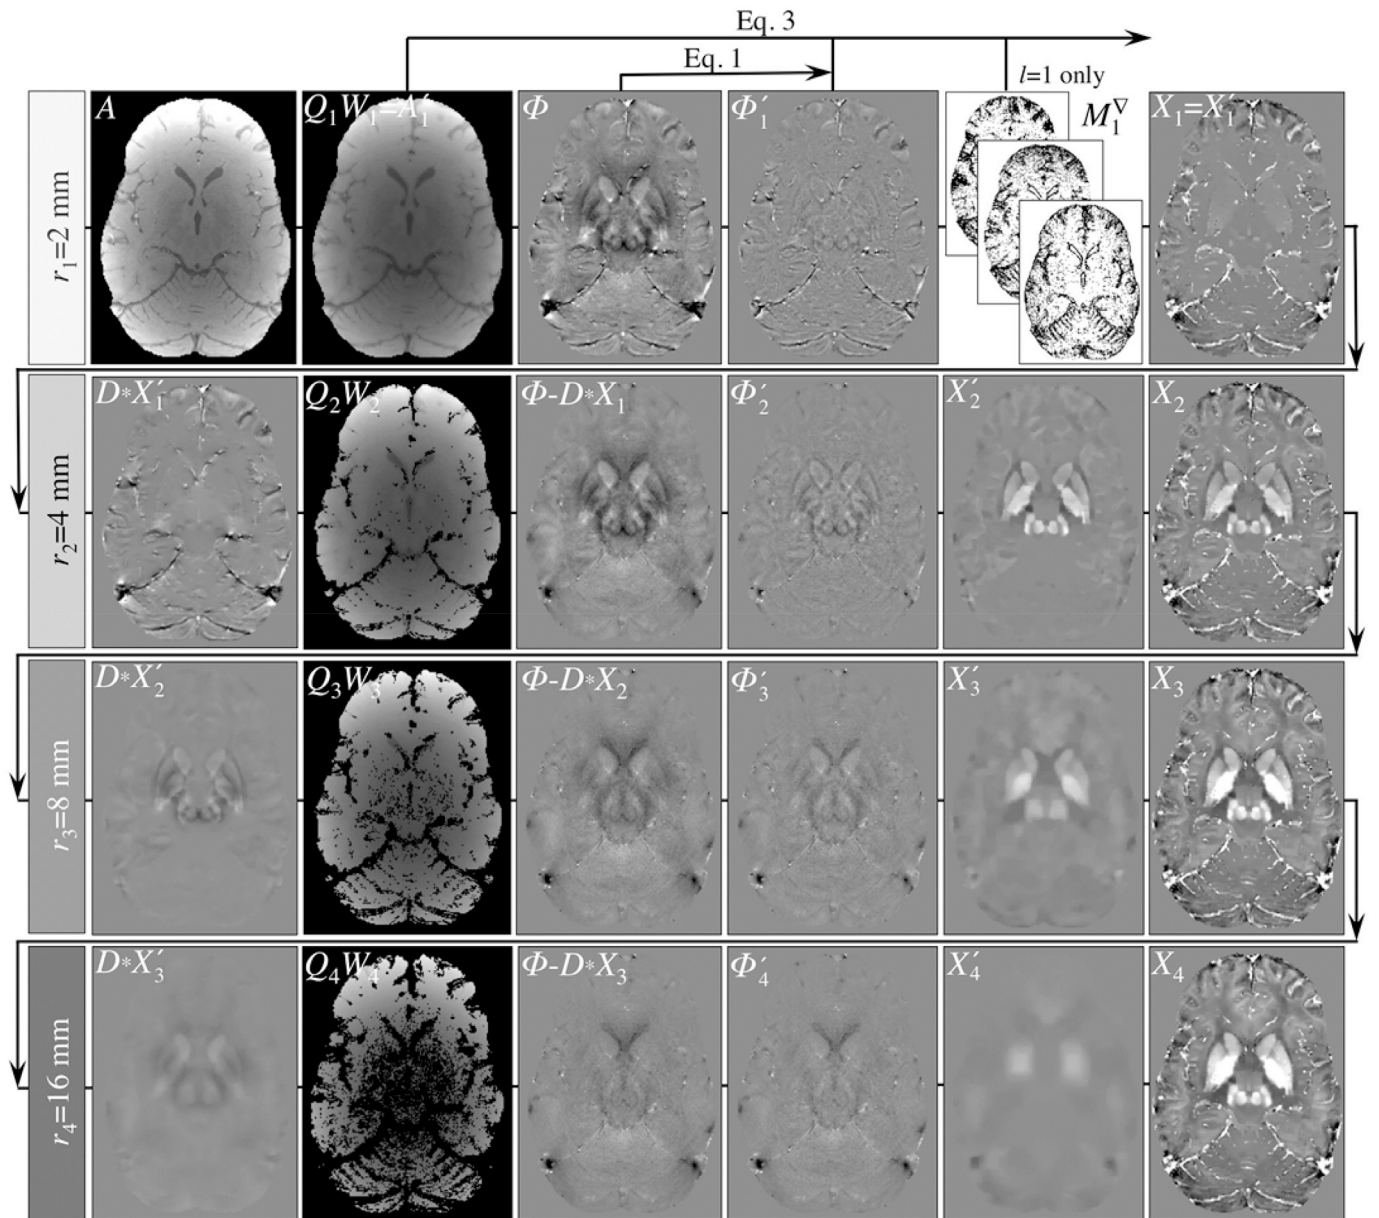 Eq. 3
Eq. 1
l=1 only
r₁=2 mm
A
Q₁W₁=A′₁
Φ
Φ′₁
M₁^∇
X₁=X′₁
r₂=4 mm
D*X′₁
Q₂W₂
Φ-D*X₁
Φ′₂
X′₂
X₂
r₃=8 mm
D*X′₂
Q₃W₃
Φ-D*X₂
Φ′₃
X′₃
X₃
r₄=16 mm
D*X′₃
Q₄W₄
Φ-D*X₃
Φ′₄
X′₄
X₄